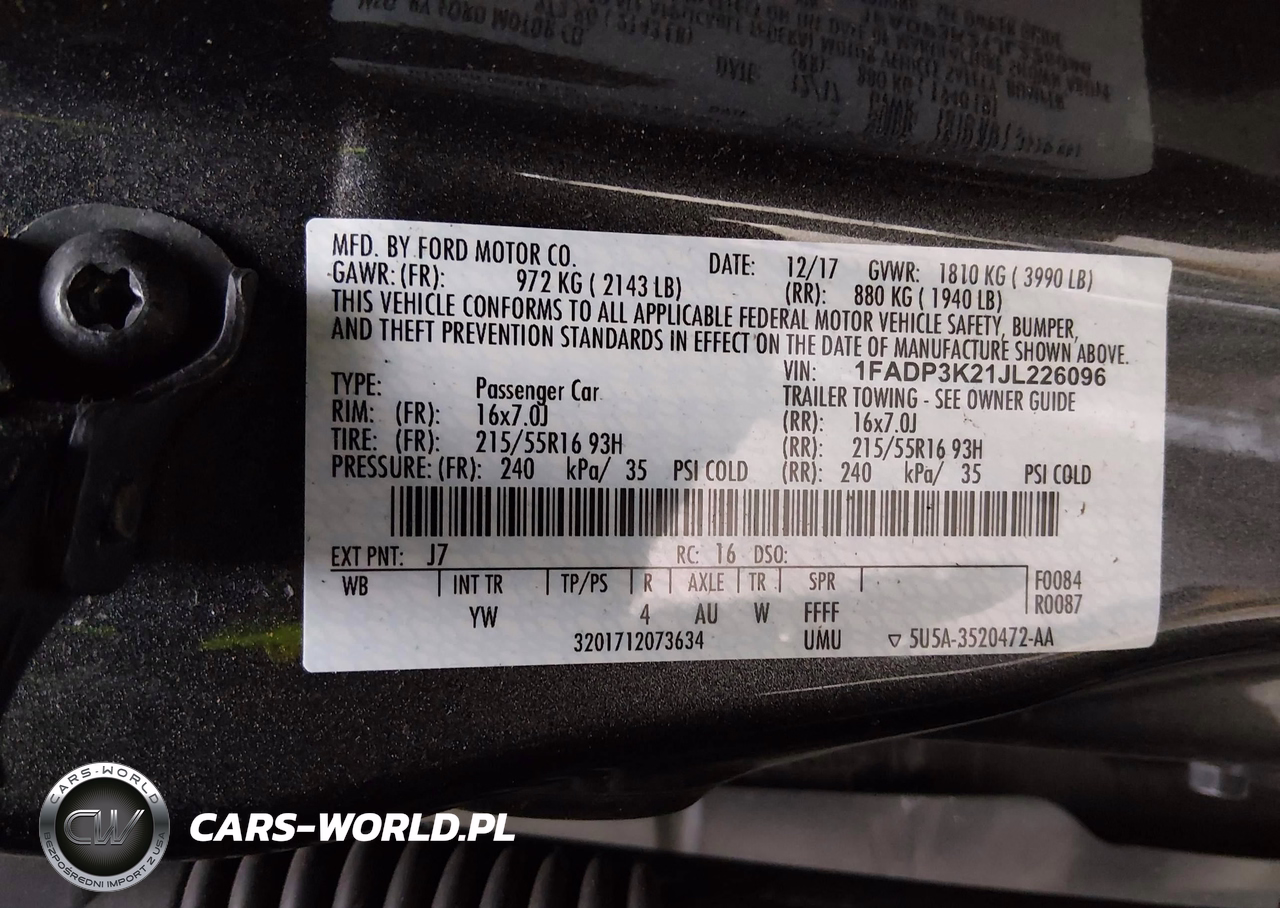 MFD. BY FORD MOTOR CO. DATE: 12/17 GVWR: 1810 KG ( 3990 LB)
GAWR: (FR): 972 KG ( 2143 LB) (RR): 880 KG ( 1940 LB)
THIS VEHICLE CONFORMS TO ALL APPLICABLE FEDERAL MOTOR VEHICLE SAFETY, BUMPER,
AND THEFT PREVENTION STANDARDS IN EFFECT ON THE DATE OF MANUFACTURE SHOWN ABOVE.
VIN: 1FADP3K21JL226096
TYPE: Passenger Car TRAILER TOWING - SEE OWNER GUIDE
RIM: (FR): 16x7.0J (RR): 16x7.0J
TIRE: (FR): 215/55R16 93H (RR): 215/55R16 93H
PRESSURE: (FR): 240 kPa/ 35 PSI COLD (RR): 240 kPa/ 35 PSI COLD
EXT PNT: J7 RC: 16 DSO:
WB INT TR TP/PS R AXLE TR SPR F0084
YW 4 AU W FFFF R0087
3201712073634 UMU ▽ 5U5A-3520472-AA
CARS-WORLD
CW
BEZPOŚREDNI IMPORT Z USA
CARS-WORLD.PL